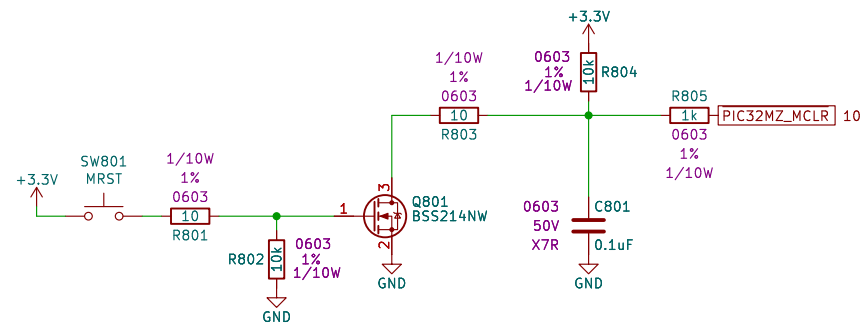 +3.3V
SW801
MRST
1/10W
1%
0603
10
R801
R802
10k
0603
1%
1/10W
GND
1
3
2
Q801
BSS214NW
GND
1/10W
1%
0603
10
R803
+3.3V
0603
1%
1/10W
10k
R804
R805
1k
0603
1%
1/10W
PIC32MZ_MCLR
10
0603
50V
X7R
C801
0.1uF
GND